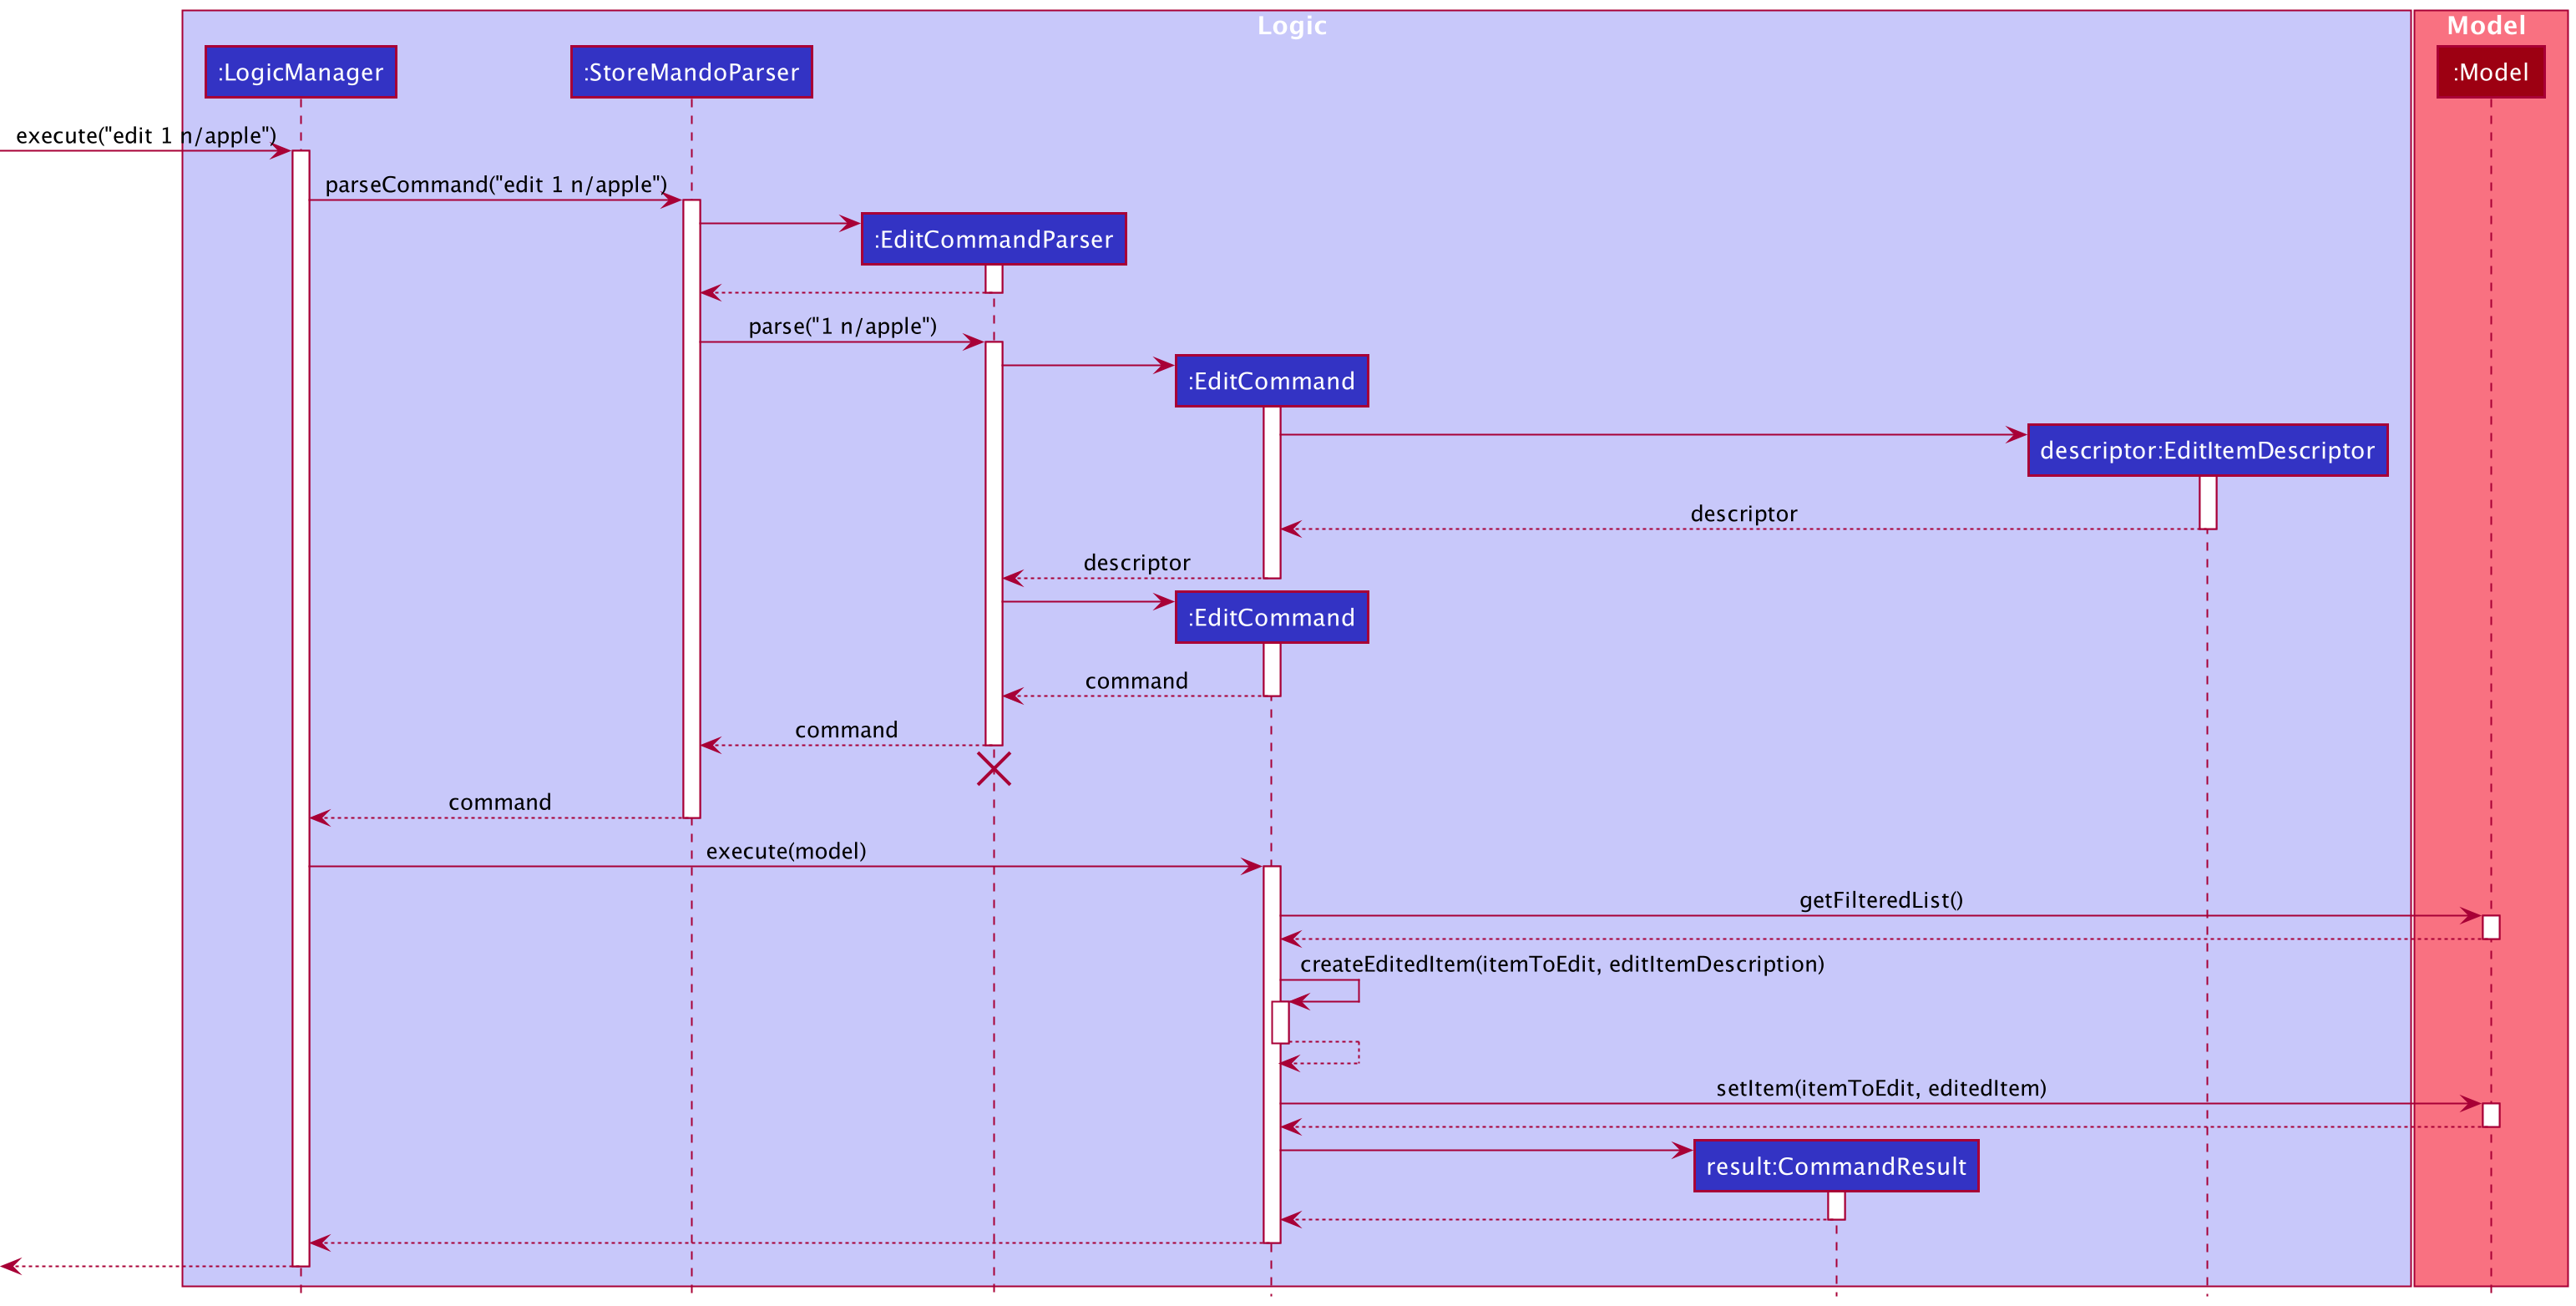 Logic
Model
:LogicManager
:StoreMandoParser
:Model
execute("edit 1 n/apple")
parseCommand("edit 1 n/apple")
:EditCommandParser
parse("1 n/apple")
:EditCommand
descriptor:EditItemDescriptor
descriptor
descriptor
:EditCommand
command
command
command
execute(model)
getFilteredList()
createEditedItem(itemToEdit, editItemDescription)
setItem(itemToEdit, editedItem)
result:CommandResult